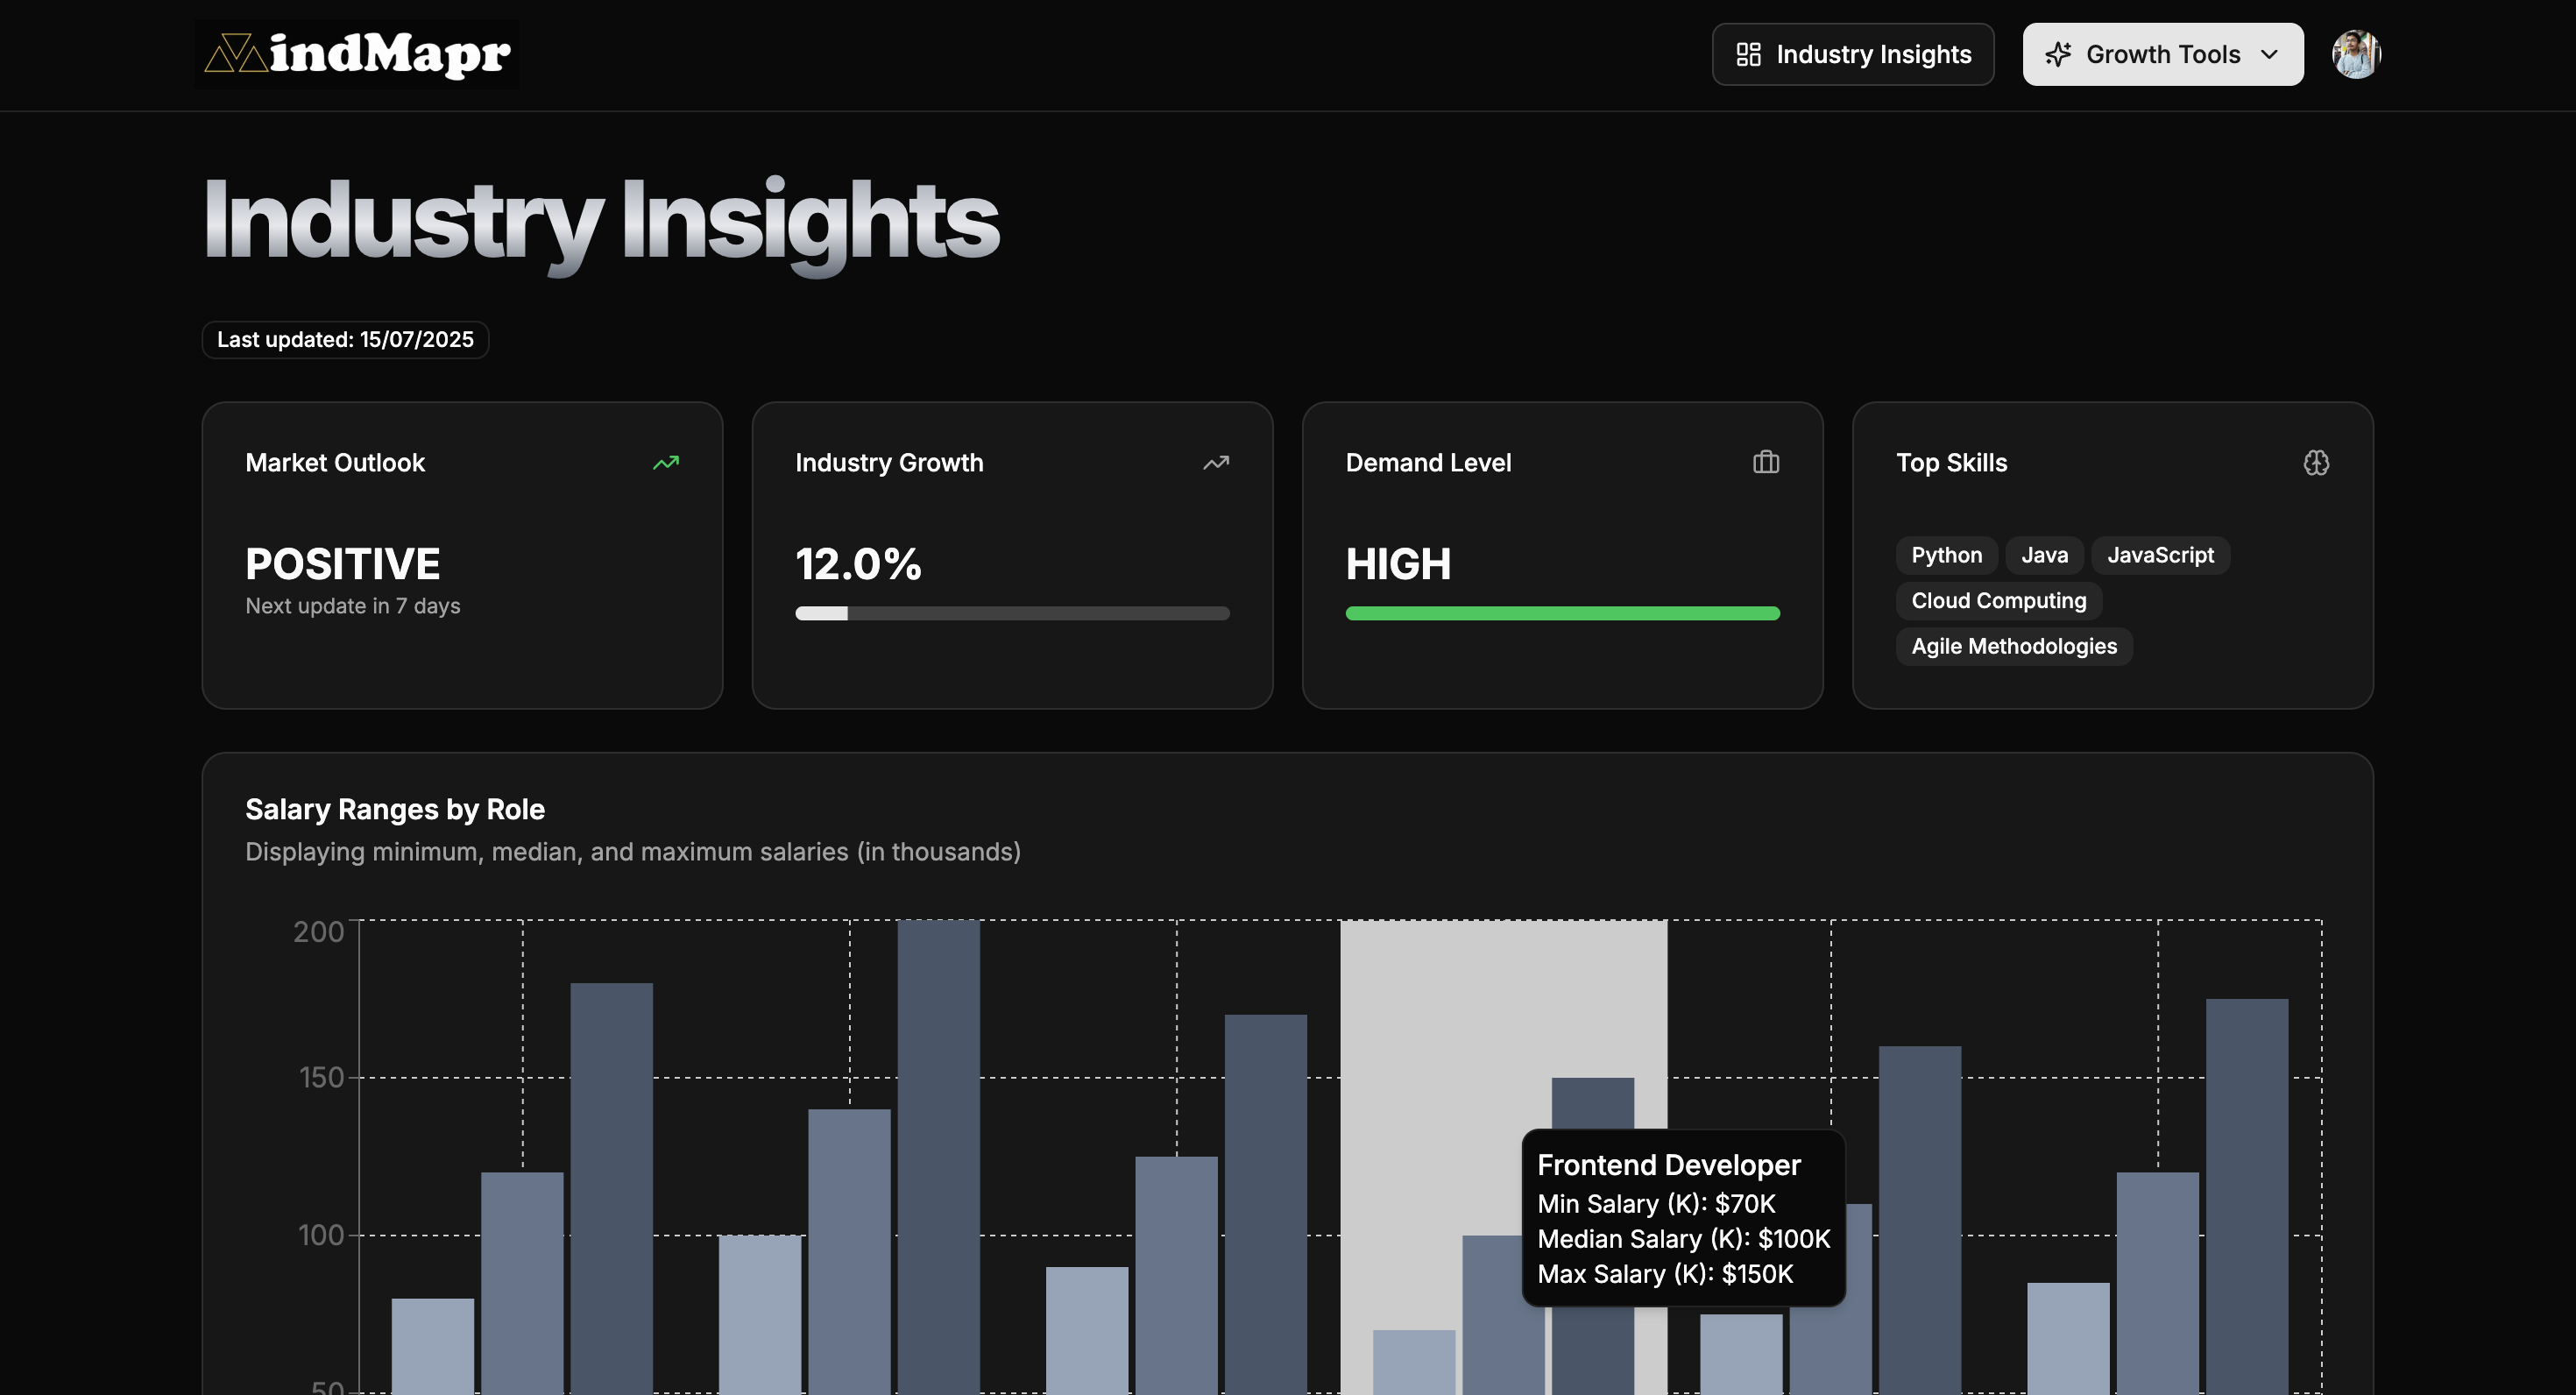 MindMapr
Industry Insights
Growth Tools
Industry Insights
Last updated: 15/07/2025
Market Outlook
POSITIVE
Next update in 7 days
Industry Growth
12.0%
Demand Level
HIGH
Top Skills
Python Java JavaScript
Cloud Computing
Agile Methodologies
Salary Ranges by Role
Displaying minimum, median, and maximum salaries (in thousands)
200
150
100
50
Frontend Developer
Min Salary (K): $70K
Median Salary (K): $100K
Max Salary (K): $150K